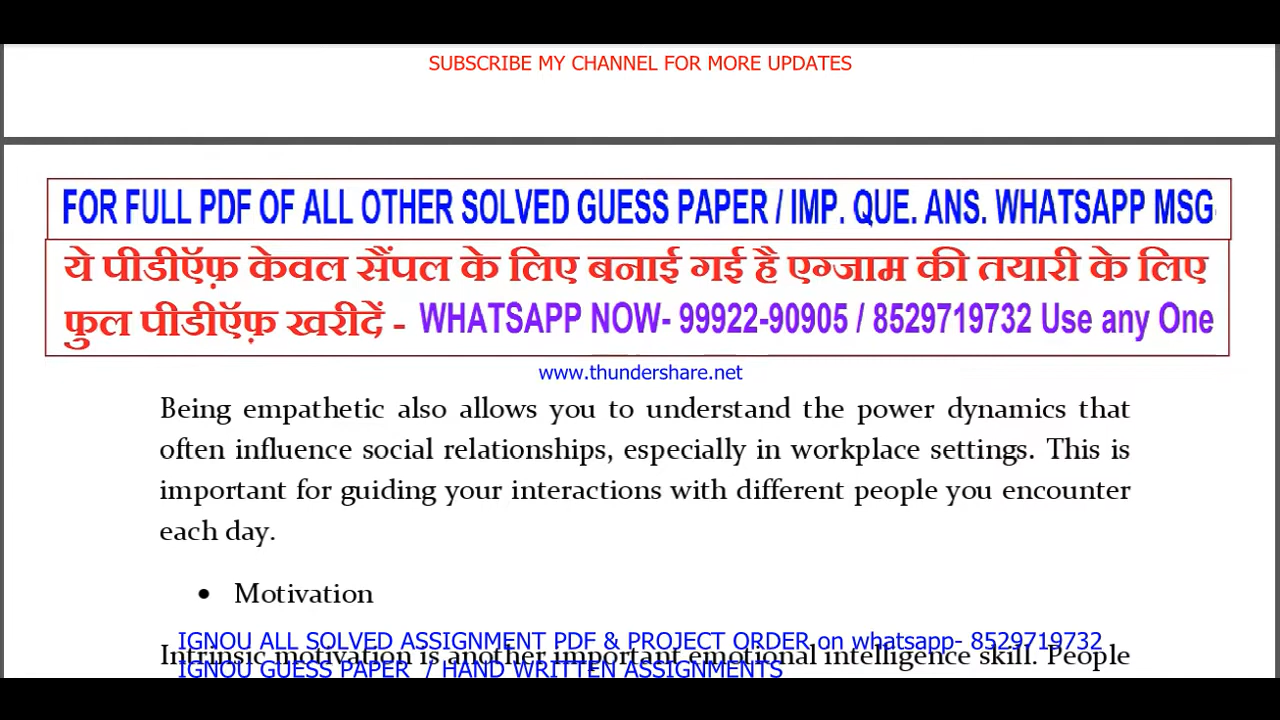 SUBSCRIBE MY CHANNEL FOR MORE UPDATES
FOR FULL PDF OF ALL OTHER SOLVED GUESS PAPER / IMP. QUE. ANS. WHATSAPP MSG
ये पीडीऍफ़ केवल सैंपल के लिए बनाई गई है एग्जाम की तयारी के लिए
फुल पीडीऍफ़ खरीदें - WHATSAPP NOW- 99922-90905 / 8529719732 Use any One
www.thundershare.net
Being empathetic also allows you to understand the power dynamics that
often influence social relationships, especially in workplace settings. This is
important for guiding your interactions with different people you encounter
each day.
• Motivation
IGNOU ALL SOLVED ASSIGNMENT PDF & PROJECT ORDER on whatsapp- 8529719732
Intrinsic motivation is another important emotional intelligence skill. People
IGNOU GUESS PAPER / HAND WRITTEN ASSIGNMENTS